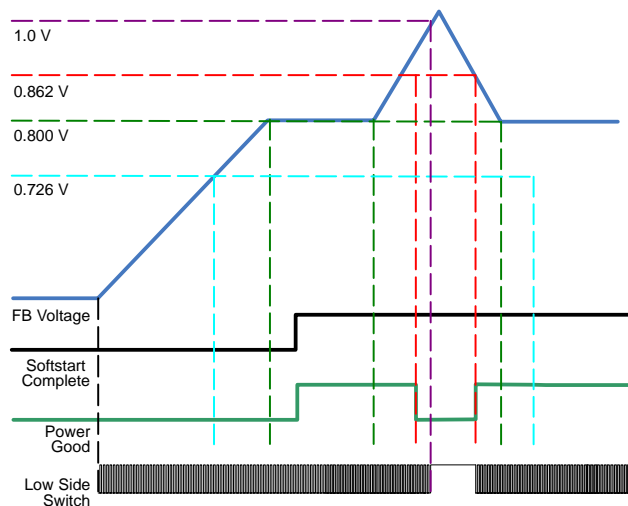 1.0 V
0.862 V
0.800 V
0.726 V
FB Voltage
Softstart
Complete
Power
Good
Low Side
Switch